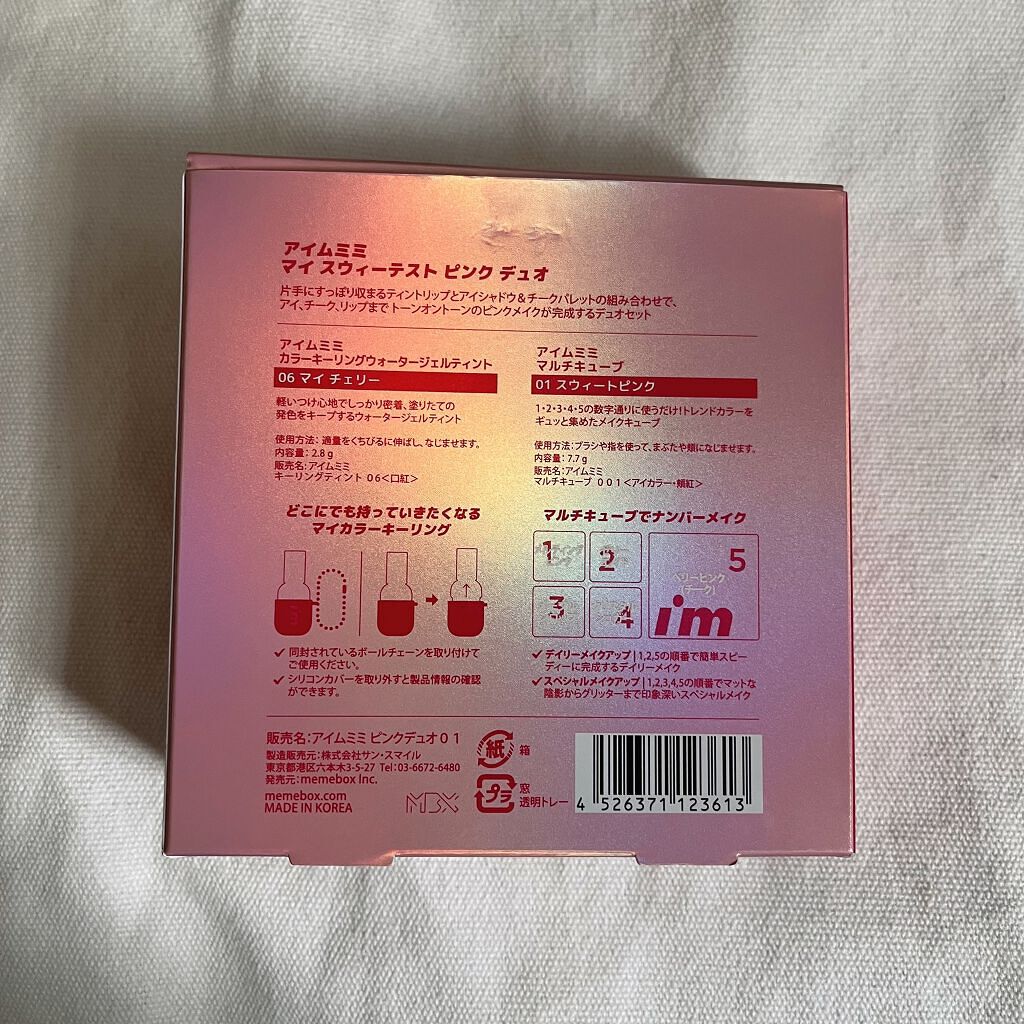 アイムミミ
マイ スウィーテスト ピンク デュオ
片手にすっぽり収まるティントリップとアイシャドウ＆チークパレットの組み合わせで、
アイ、チーク、リップまで トーンオントーンのピンクメイクが完成するデュオセット
アイムミミ
カラーキーリングウォータージェルティント
06 マイ チェリー
軽いつけ心地でしっかり密着、塗りたての
発色をキープするウォータージェルティント
使用方法：適量をくちびるに伸ばし、なじませます。
内容量：2.8 g
販売名：アイムミミ
キーリングティント 06＜口紅＞
アイムミミ
マルチキューブ
01 スウィートピンク
1・2・3・4・5の数字通りに使うだけ！トレンドカラーを
ギュッと集めたメイクキューブ
使用方法：ブラシや指を使って、まぶたや頬になじませます。
内容量：7.7 g
販売名：アイムミミ
マルチキューブ 001＜アイカラー・頬紅＞
どこにでも持っていきたくなる
マイカラーキーリング
同封されているボールチェーンを取り付けて
ご使用ください。
シリコンカバーを取り外すと製品情報の確認
ができます。
マルチキューブでナンバーメイク
1
2
3
4
5
ベリーピンク
(チーク)
i'm
デイリーメイクアップ | 1,2,5の順番で簡単スピー
ディーに完成するデイリーメイク
スペシャルメイクアップ | 1,2,3,4,5の順番でマットな
陰影からグリッターまで印象深いスペシャルメイク
販売名：アイムミミ ピンクデュオ01
製造販売元：株式会社サン・スマイル
東京都港区六本木3-5-27 Tel：03-6672-6480
発売元：memebox Inc.
memebox.com
MADE IN KOREA
MBX
紙 箱
プラ 窓
透明トレー
4 526371 123613